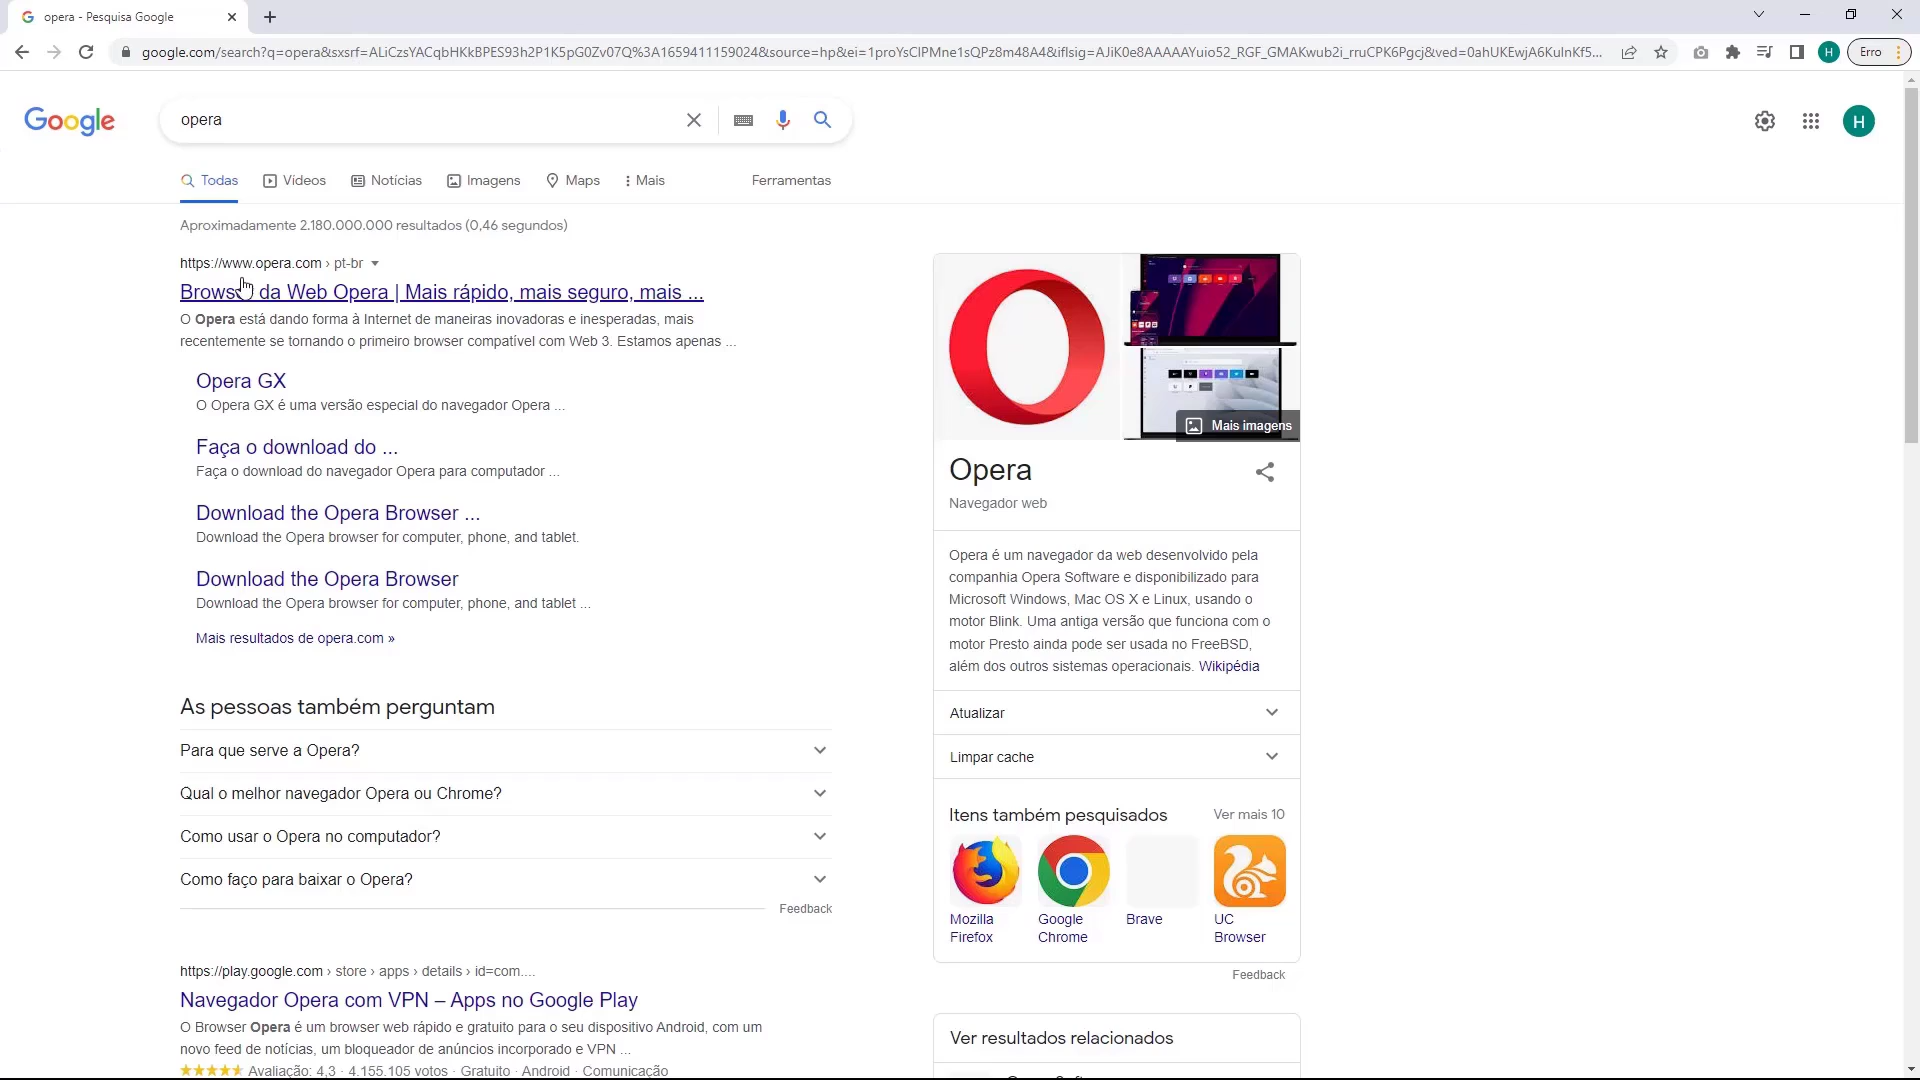 opera - Pesquisa Google
google.com/search?q=opera&sxsrf=ALiCzsYACqbHKkBPES93h2P1K5pG0Zv07Q%3A1659411159024&source=hp&ei=1proYsClPMne1sQPz8m48A4&iflsig=AJiK0e8AAAAAYuio52_RGF_GMAKwub2i_rruCPK6Pgcj&ved=0ahUKEwjA6KulnKf5...
H
Erro
Google
opera
H
Todas
Vídeos
Notícias
Imagens
Maps
Mais
Ferramentas
Aproximadamente 2.180.000.000 resultados (0,46 segundos)
https://www.opera.com › pt-br
Browser da Web Opera | Mais rápido, mais seguro, mais ...
O Opera está dando forma à Internet de maneiras inovadoras e inesperadas, mais
recentemente se tornando o primeiro browser compatível com Web 3. Estamos apenas ...
Opera GX
O Opera GX é uma versão especial do navegador Opera ...
Faça o download do ...
Faça o download do navegador Opera para computador ...
Download the Opera Browser ...
Download the Opera browser for computer, phone, and tablet.
Download the Opera Browser
Download the Opera browser for computer, phone, and tablet ...
Mais resultados de opera.com »
As pessoas também perguntam
Para que serve a Opera?
Qual o melhor navegador Opera ou Chrome?
Como usar o Opera no computador?
Como faço para baixar o Opera?
Feedback
https://play.google.com › store › apps › details › id=com....
Navegador Opera com VPN – Apps no Google Play
O Browser Opera é um browser web rápido e gratuito para o seu dispositivo Android, com um
novo feed de notícias, um bloqueador de anúncios incorporado e VPN ...
Avaliação: 4,3 · 4.155.105 votos · Gratuito · Android · Comunicação
Mais imagens
Opera
Navegador web
Opera é um navegador da web desenvolvido pela
companhia Opera Software e disponibilizado para
Microsoft Windows, Mac OS X e Linux, usando o
motor Blink. Uma antiga versão que funciona com o
motor Presto ainda pode ser usada no FreeBSD,
além dos outros sistemas operacionais. Wikipédia
Atualizar
Limpar cache
Itens também pesquisados
Ver mais 10
Mozilla
Firefox
Google
Chrome
Brave
UC
Browser
Feedback
Ver resultados relacionados